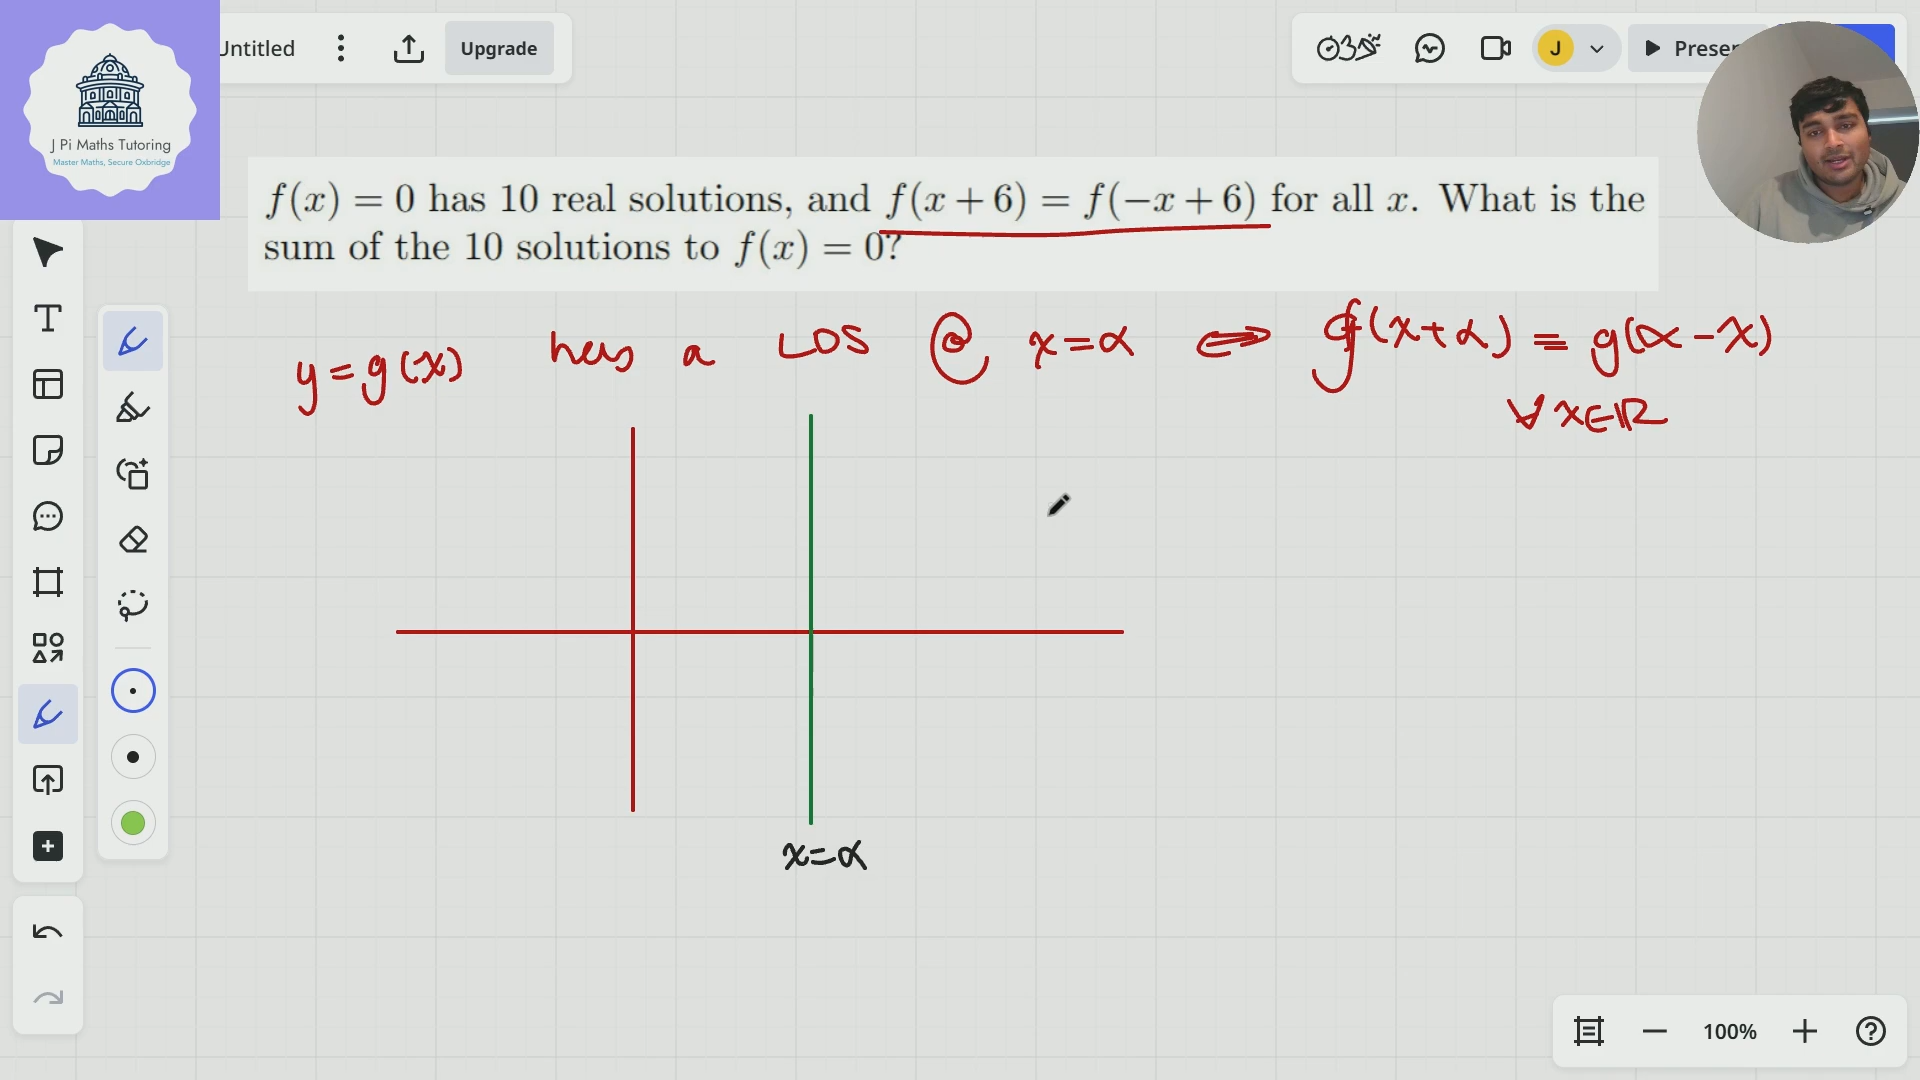 Untitled
Upgrade
J
J Pi Maths Tutoring
Master Maths, Secure Oxbridge
f(x) = 0 has 10 real solutions, and f(x + 6) = f(−x + 6) for all x. What is the
sum of the 10 solutions to f(x) = 0?
y=g(x) has a LOS @ x=α ⟺ g(x+α) ≡ g(α−x)
∀ x∈ℝ
x=α
100%